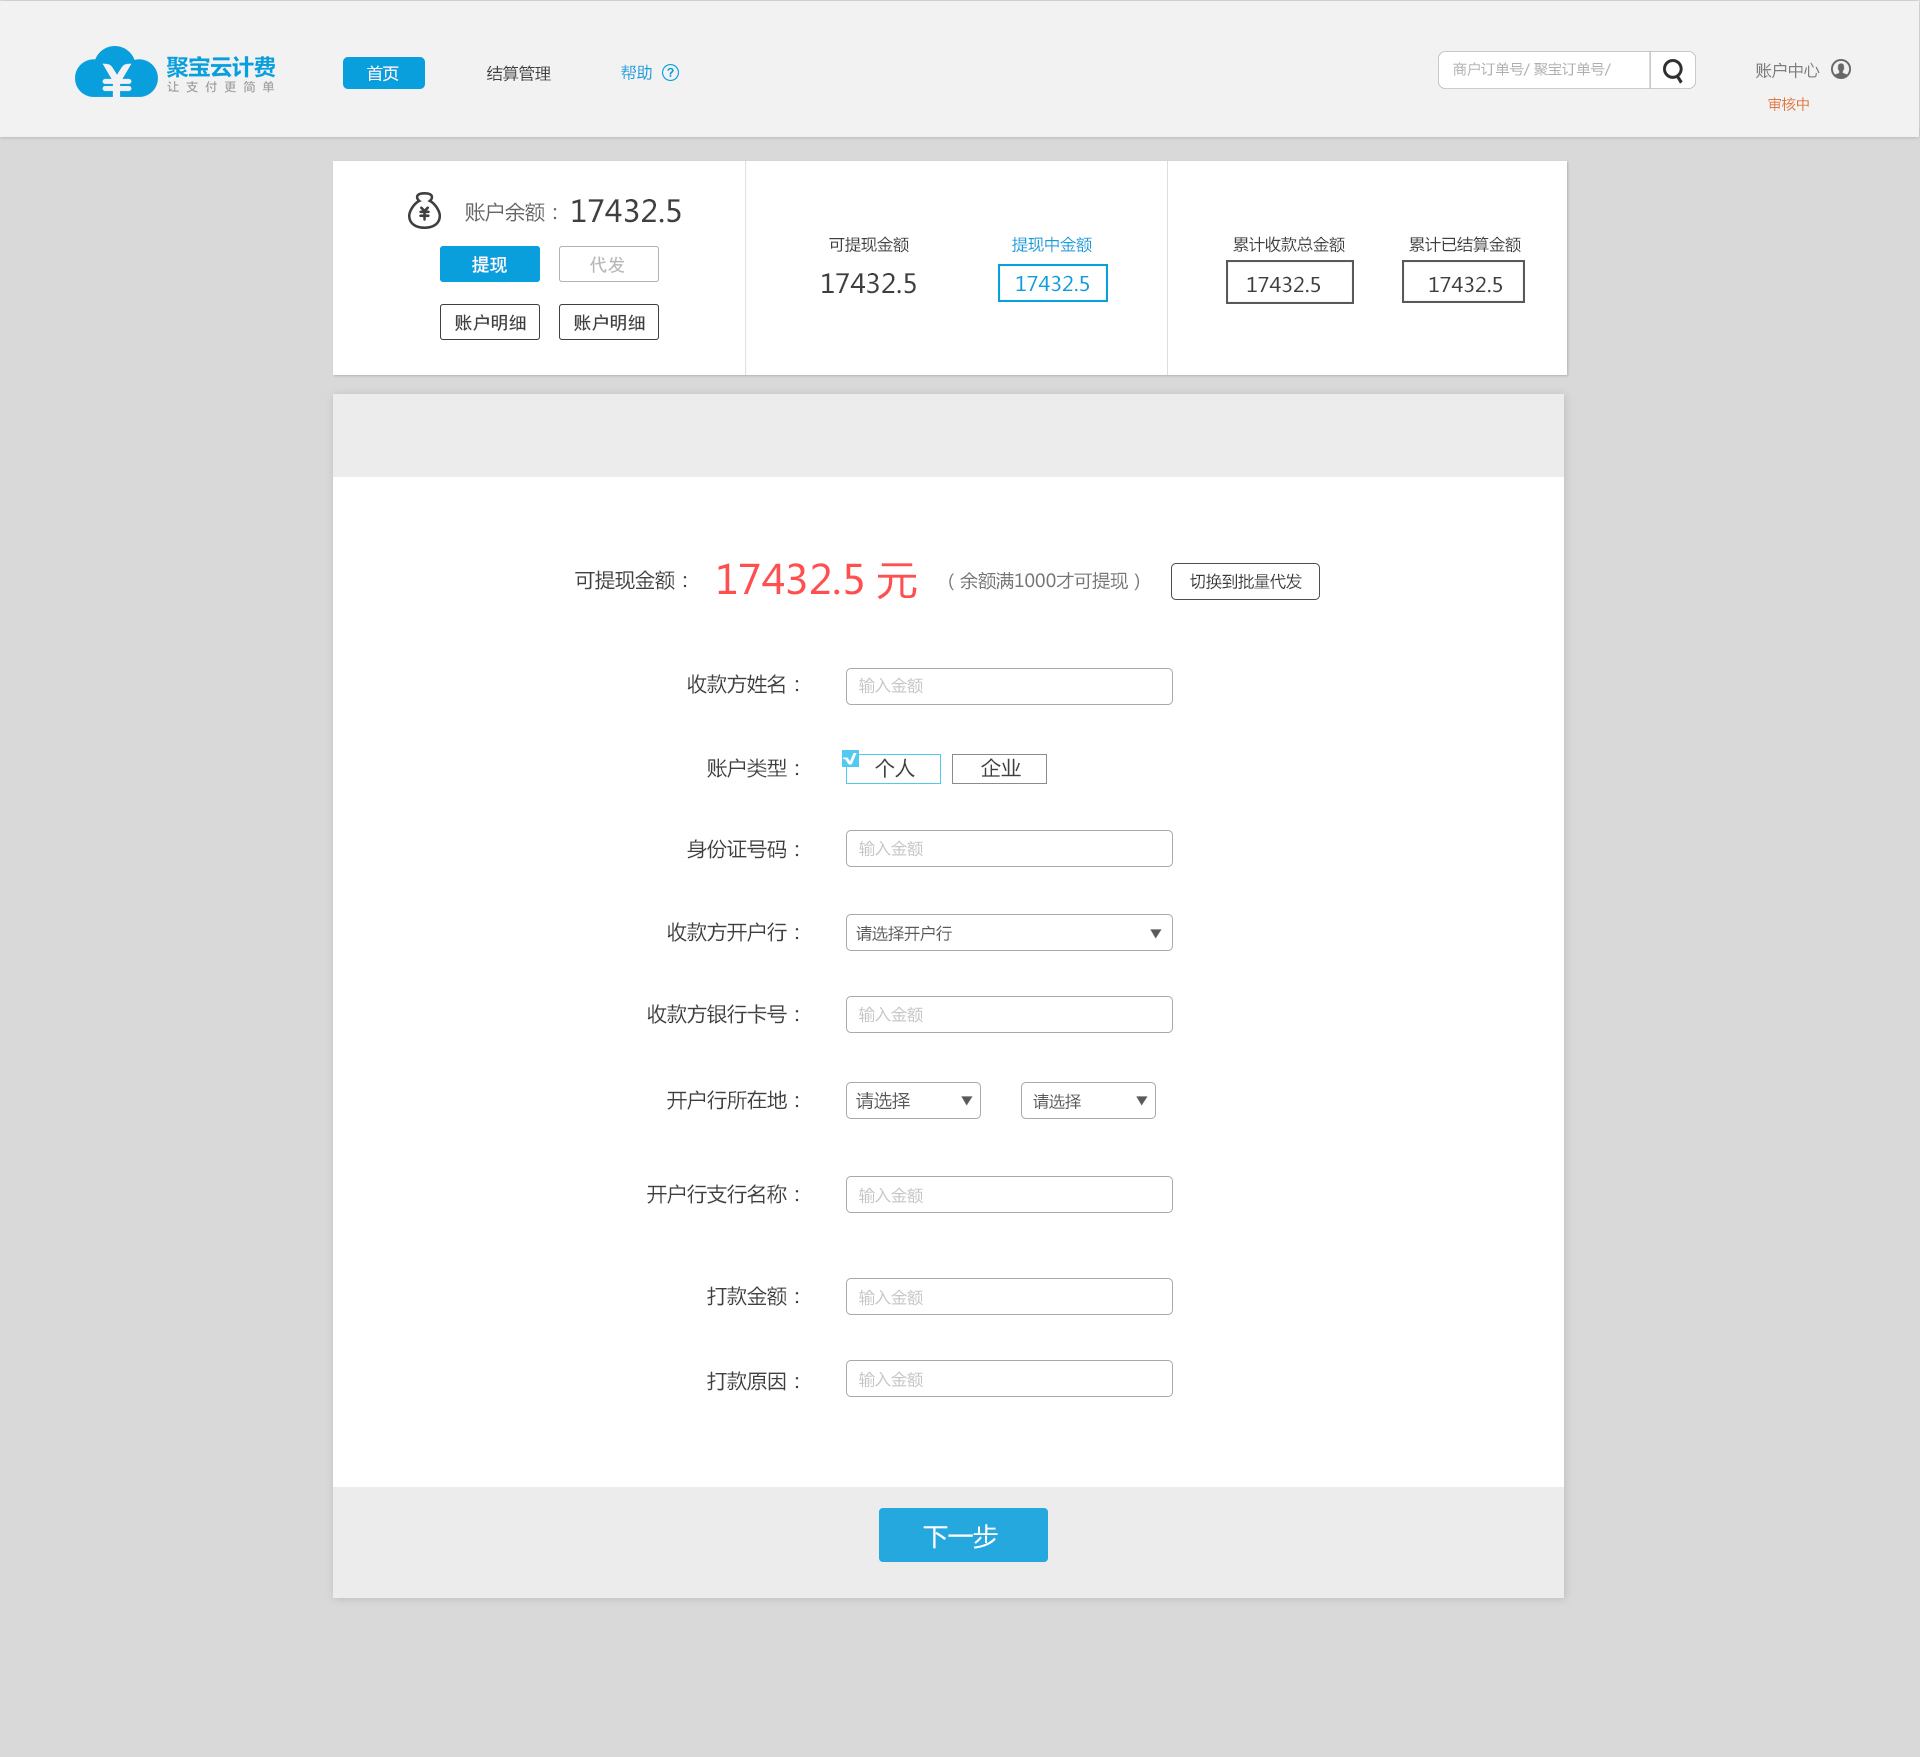 聚宝云计费
让支付更简单
首页
结算管理
帮助 ?
商户订单号/ 聚宝订单号/
账户中心
审核中
账户余额： 17432.5
提现
代发
账户明细
账户明细
可提现金额
17432.5
提现中金额
17432.5
累计收款总金额
17432.5
累计已结算金额
17432.5
可提现金额： 17432.5 元 （余额满1000才可提现） 切换到批量代发
收款方姓名： 输入金额
账户类型： 个人 企业
身份证号码： 输入金额
收款方开户行： 请选择开户行
收款方银行卡号： 输入金额
开户行所在地： 请选择 请选择
开户行支行名称： 输入金额
打款金额： 输入金额
打款原因： 输入金额
下一步